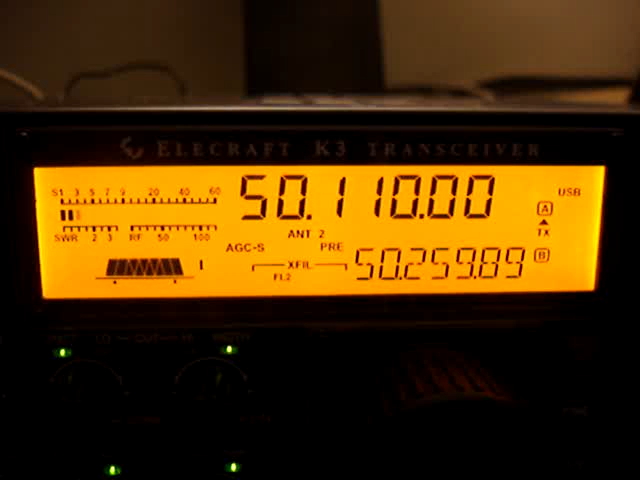 ELECRAFT K3 TRANSCEIVER
S1 3 5 7 9 20 40 60
50.110.00
USB
A
TX
SWR 2 3 RF 50 100
ANT 2
AGC-S
PRE
XFIL
FL2
I
50.259.89
B